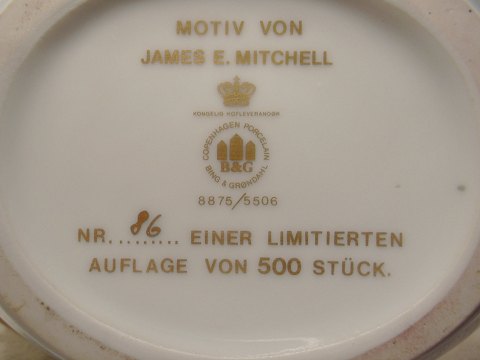 MOTIV VON
JAMES E. MITCHELL
KONGELIG HOFLEVERANDØR
COPENHAGEN PORCELAIN
B&G
BING & GRØNDAHL
8875/5506
NR. 86 EINER LIMITIERTEN
AUFLAGE VON 500 STÜCK.